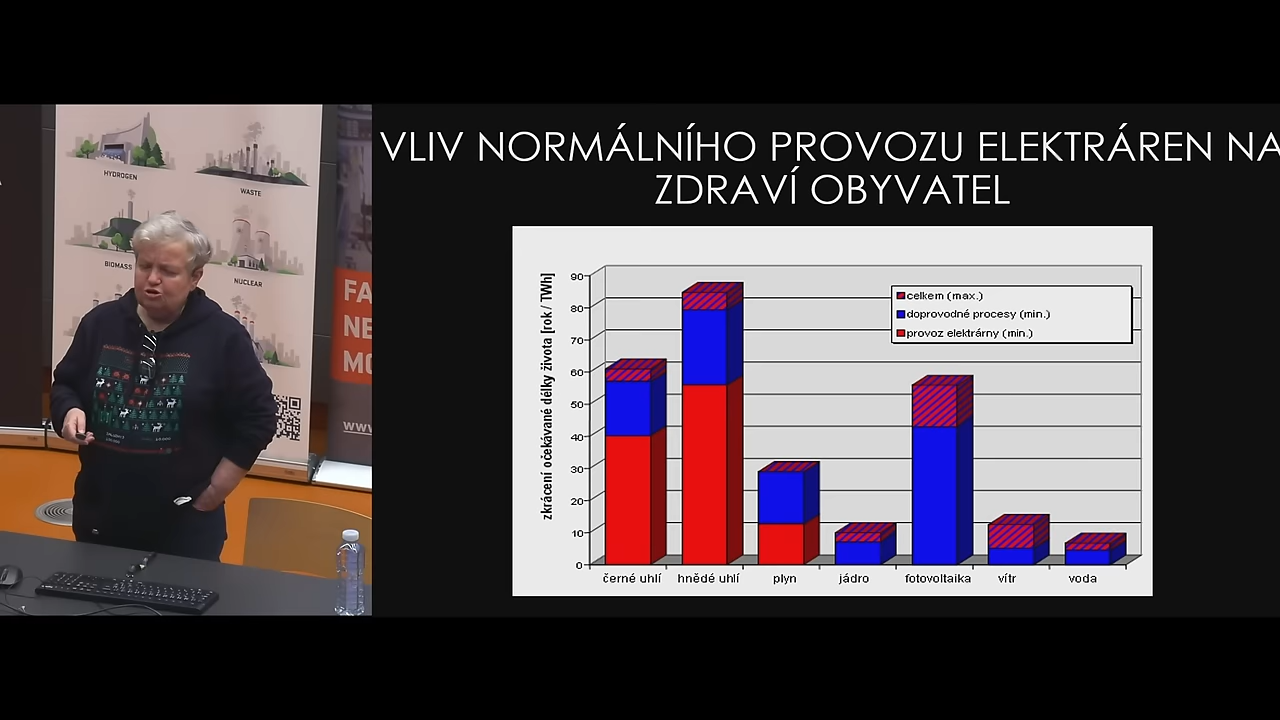 HYDROGEN
WASTE
BIOMASS
NUCLEAR
FA
NE
MO
www
VLIV NORMÁLNÍHO PROVOZU ELEKTRÁREN NA
ZDRAVÍ OBYVATEL
zkrácení očekávané délky života [rok / TWh]
90
80
70
60
50
40
30
20
10
0
celkem (max.)
doprovodné procesy (min.)
provoz elektrárny (min.)
černé uhlí
hnědé uhlí
plyn
jádro
fotovoltaika
vítr
voda